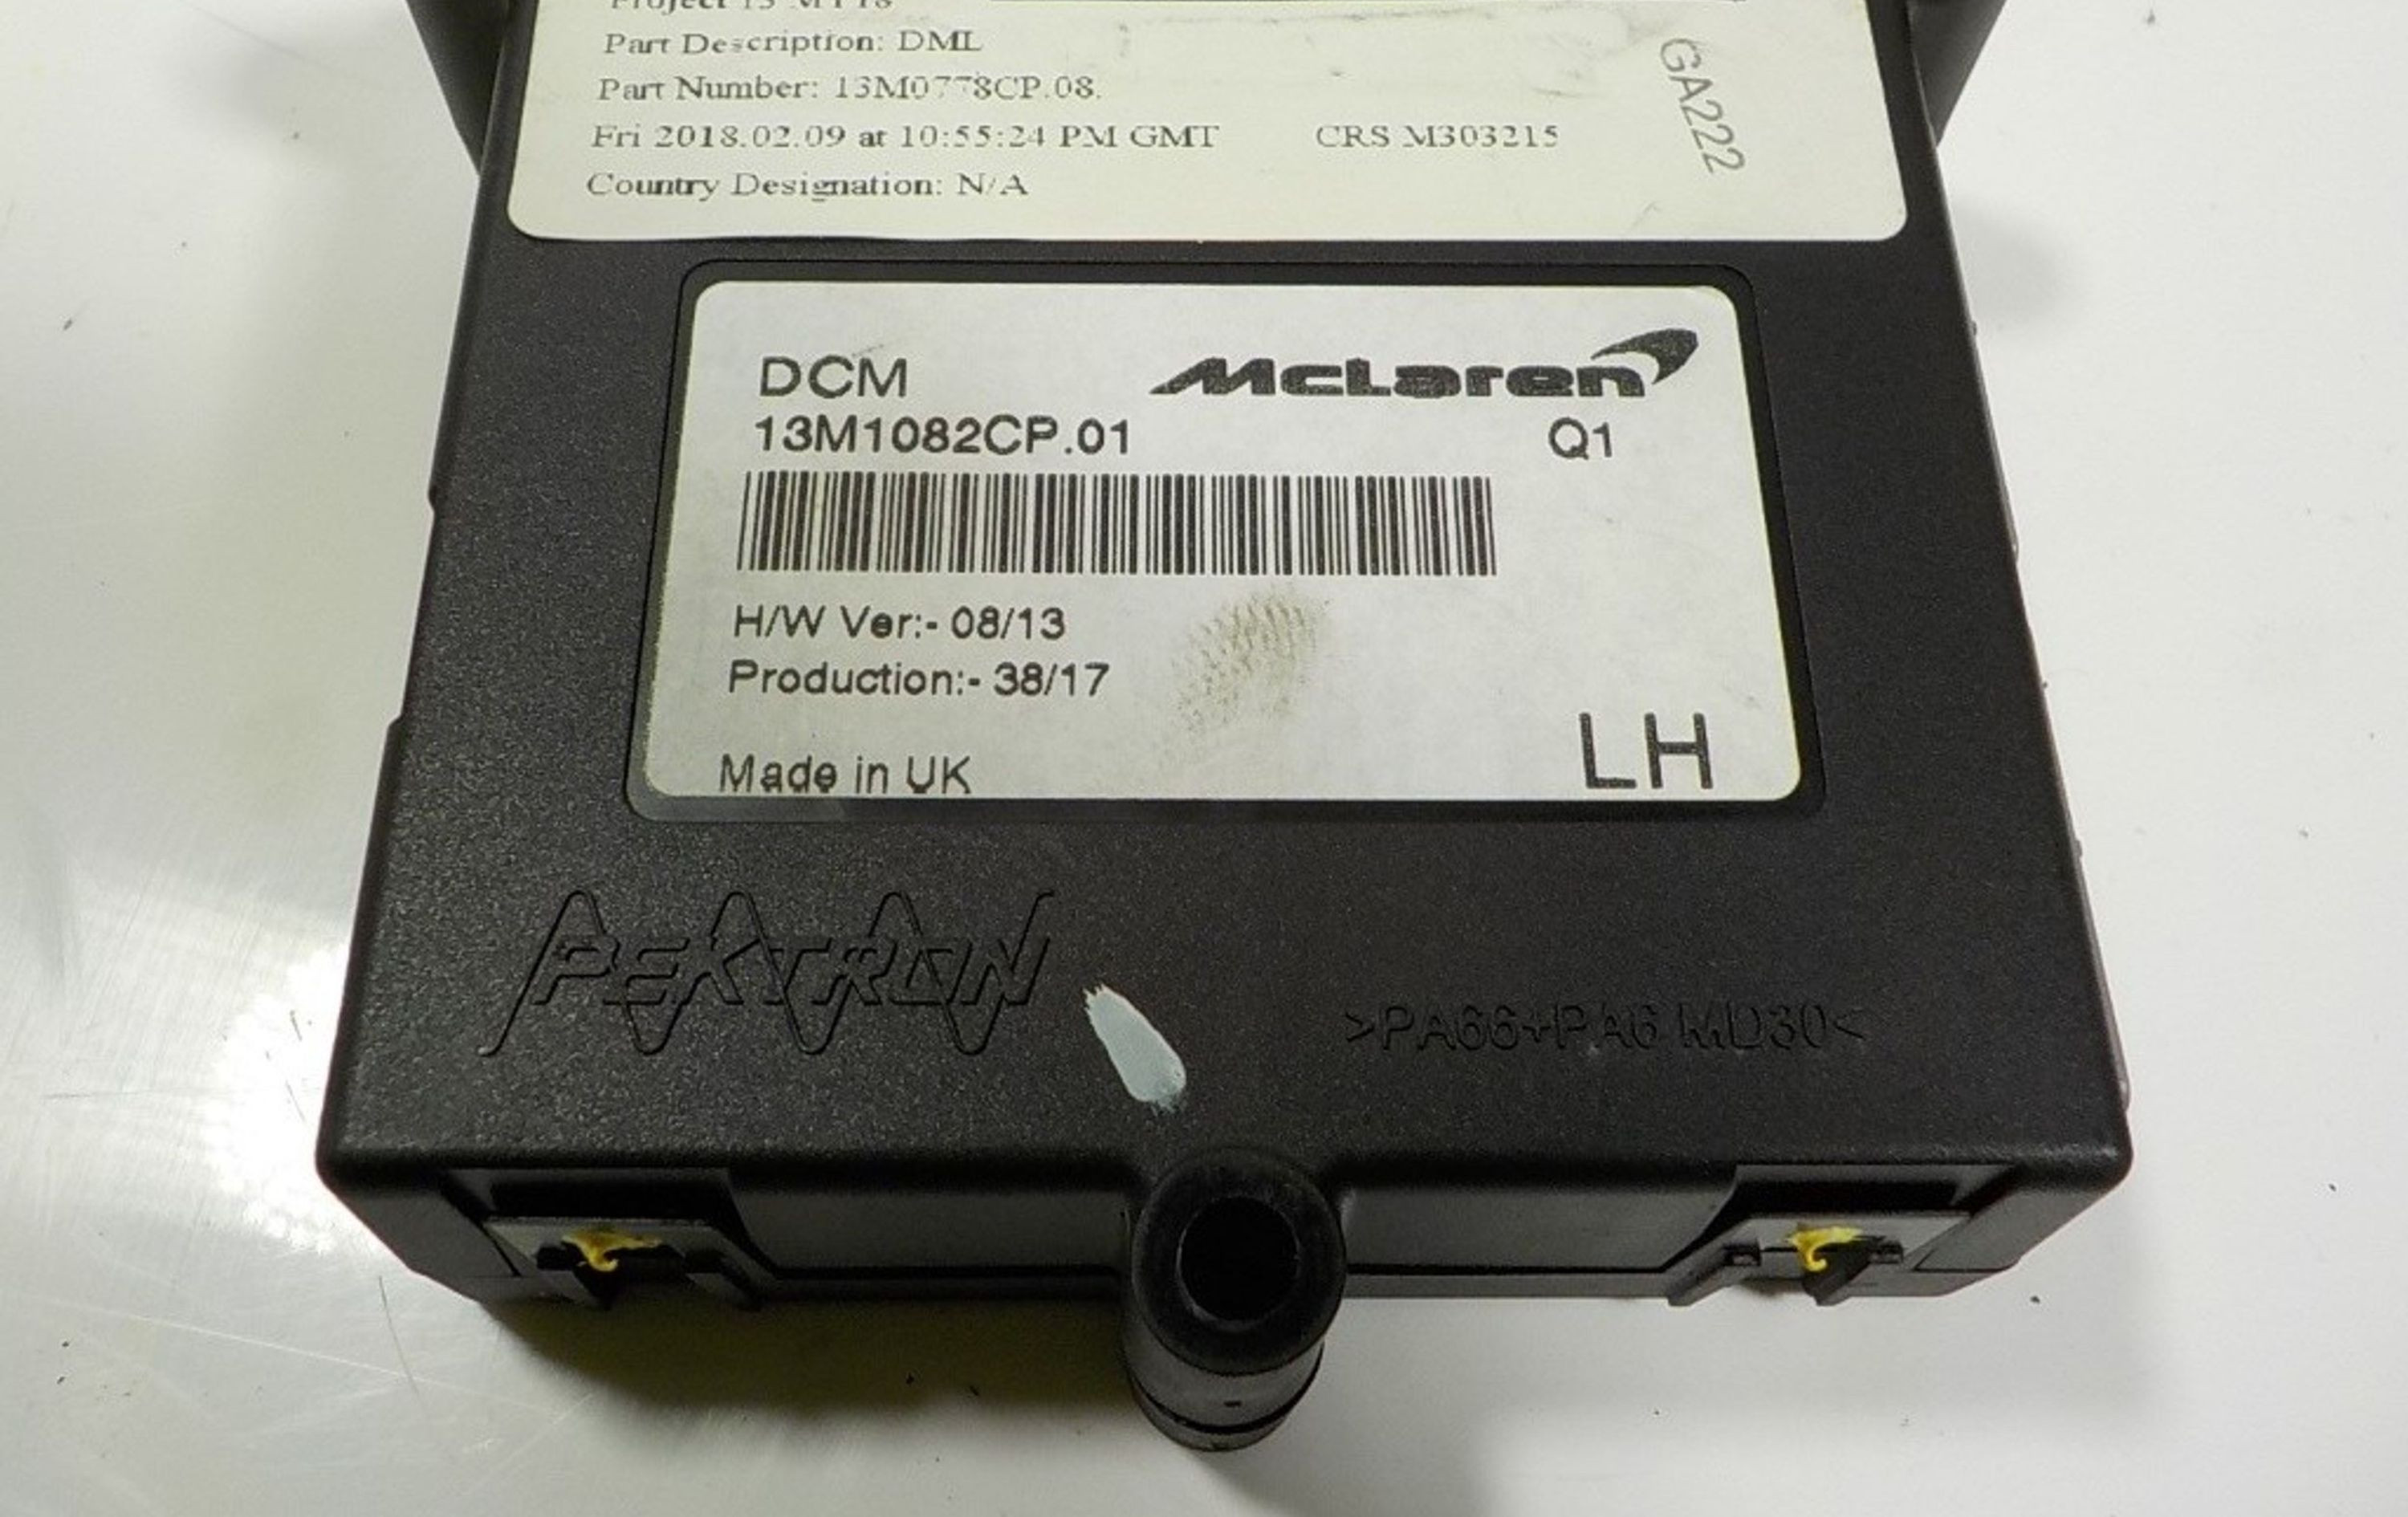 Part Description: DML
Part Number: 13M0778CP.08.
Fri 2018.02.09 at 10:55:24 PM GMT CRS M303215
Country Designation: N/A
GA222
DCM McLaren
13M1082CP.01 Q1
H/W Ver:- 08/13
Production:- 38/17
Made in UK LH
PEKTRON
>PA66+PA6 MD30<